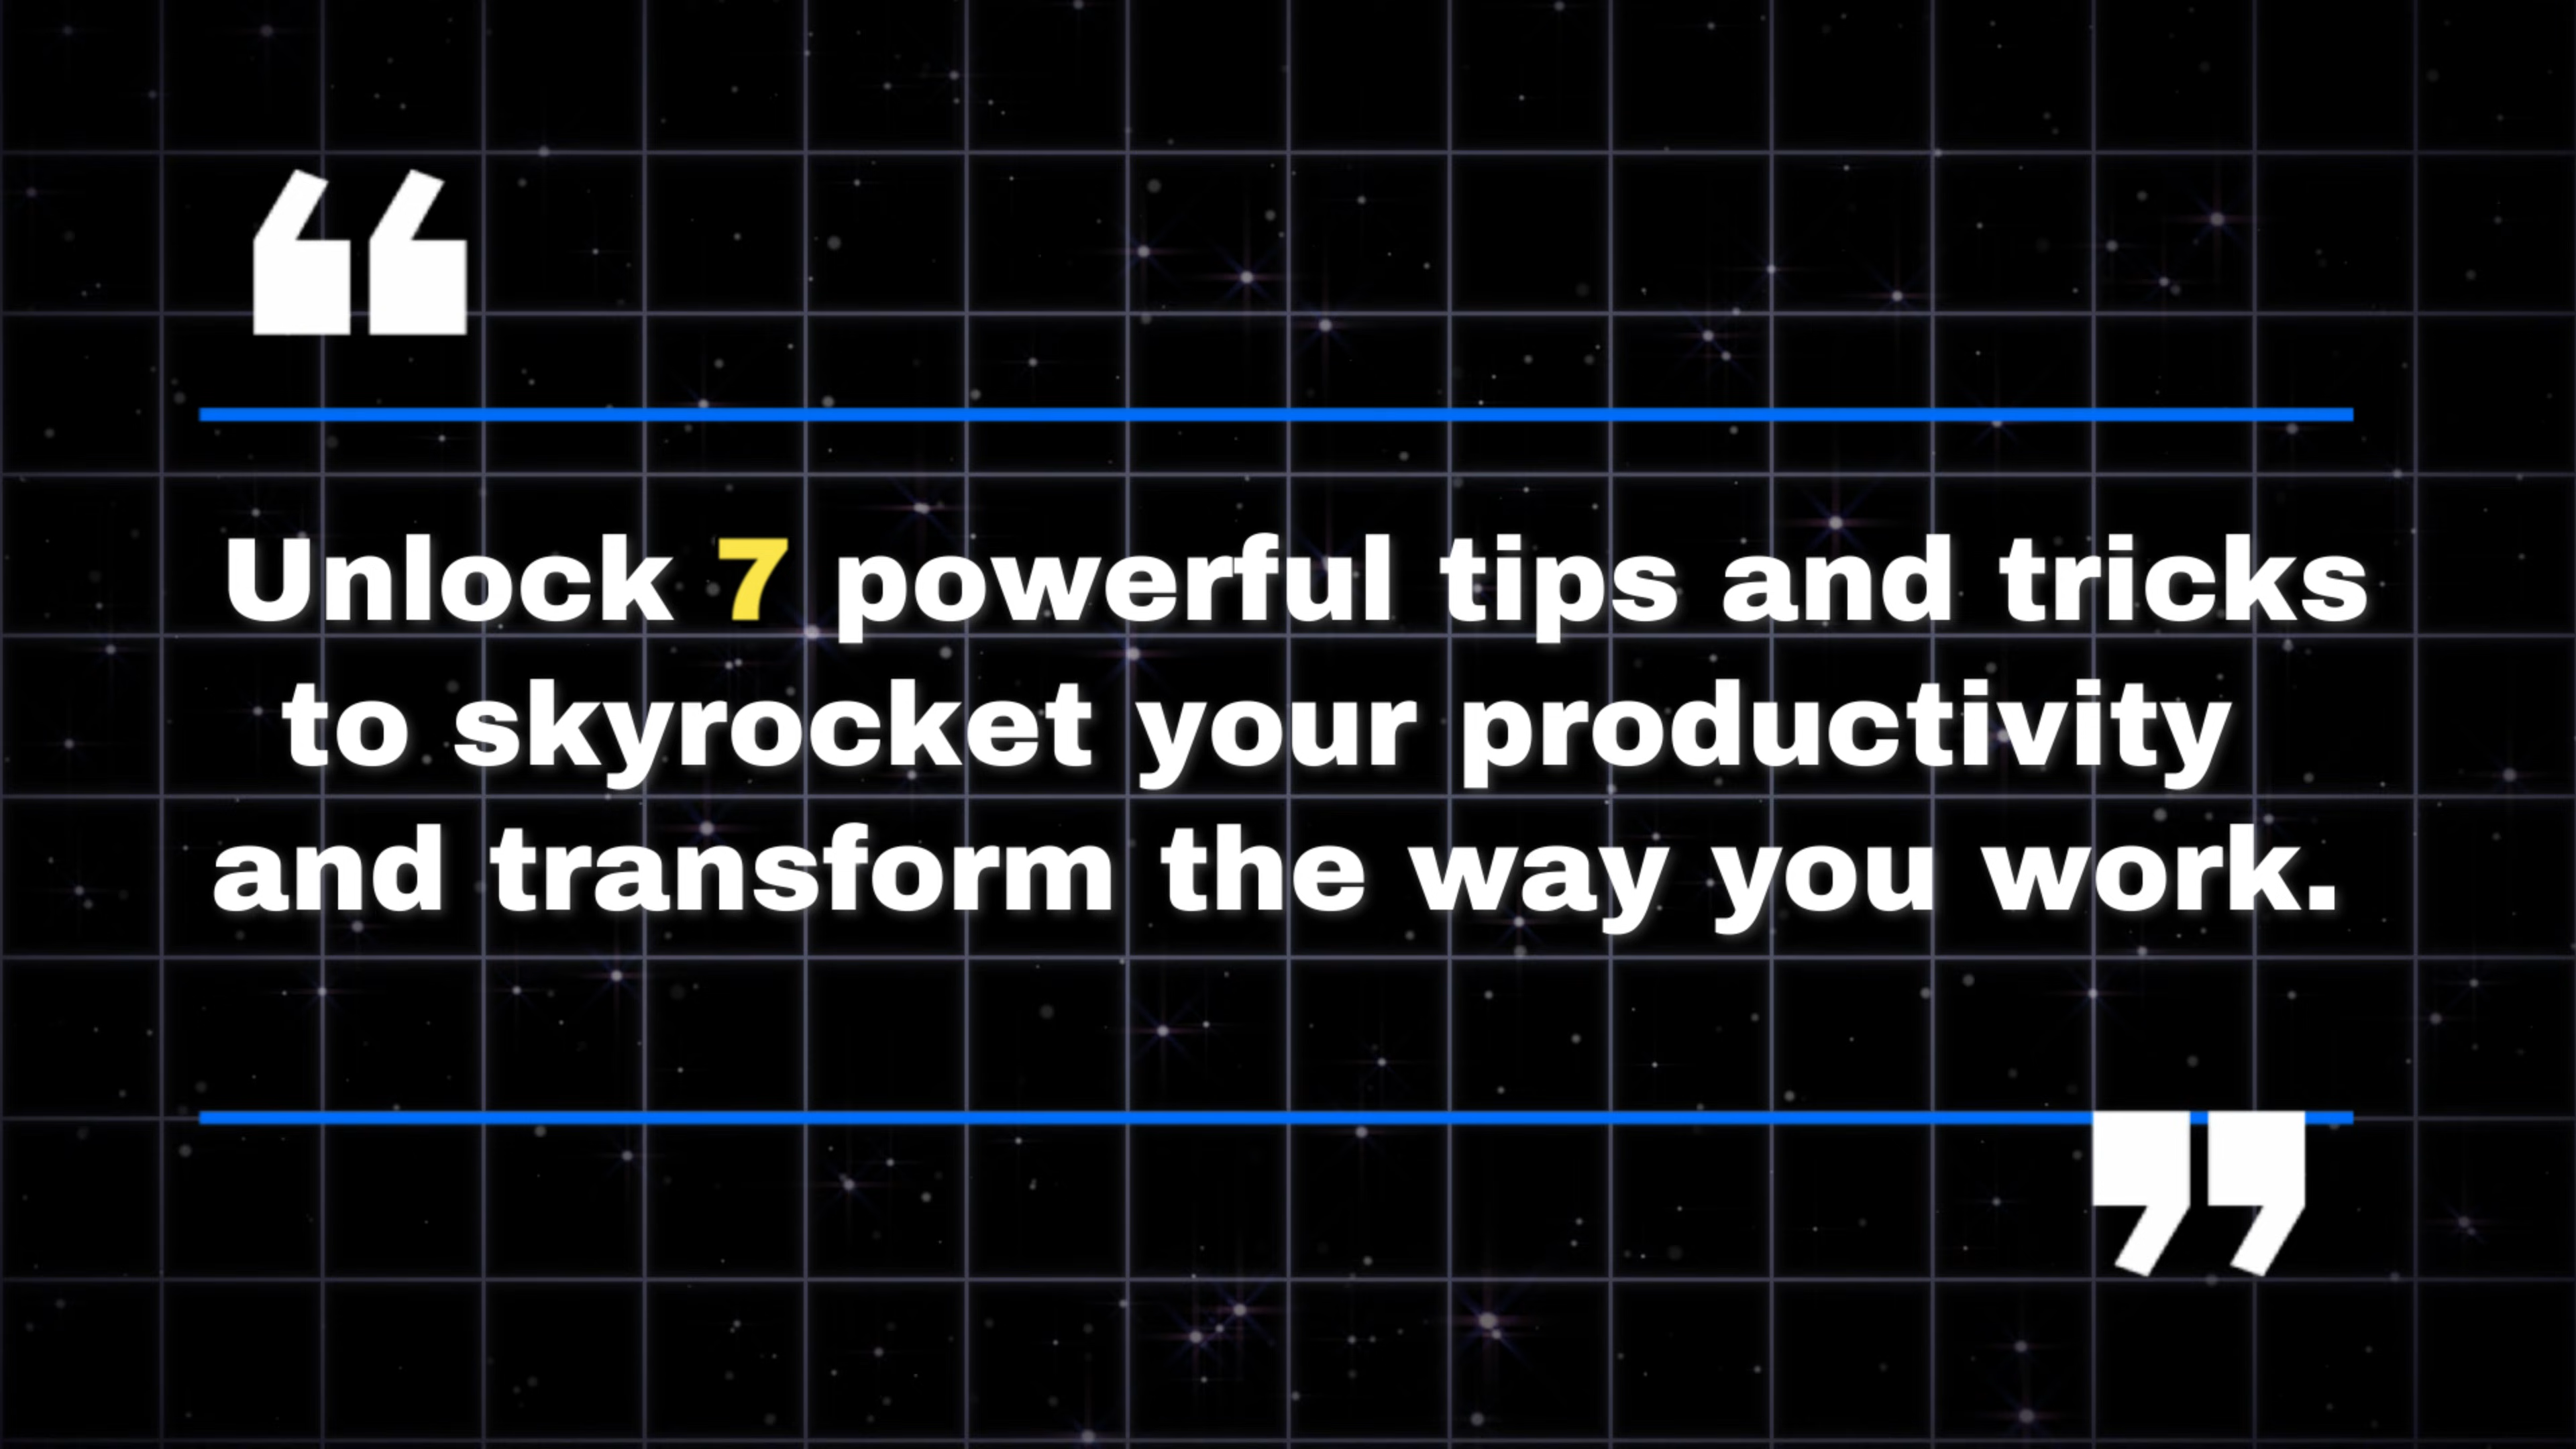 “
Unlock 7 powerful tips and tricks
to skyrocket your productivity
and transform the way you work.
”